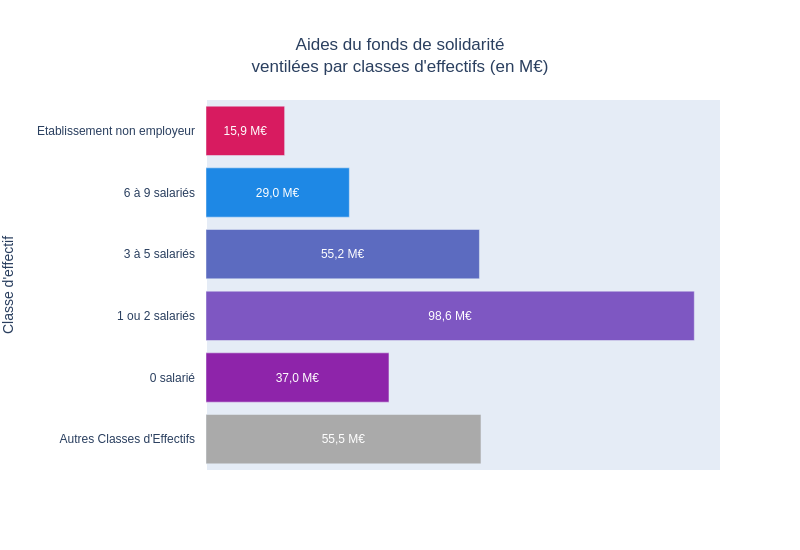 Aides du fonds de solidarité
ventilées par classes d'effectifs (en M€)
Classe d'effectif
Etablissement non employeur 15,9 M€
6 à 9 salariés 29,0 M€
3 à 5 salariés 55,2 M€
1 ou 2 salariés 98,6 M€
0 salarié 37,0 M€
Autres Classes d'Effectifs 55,5 M€